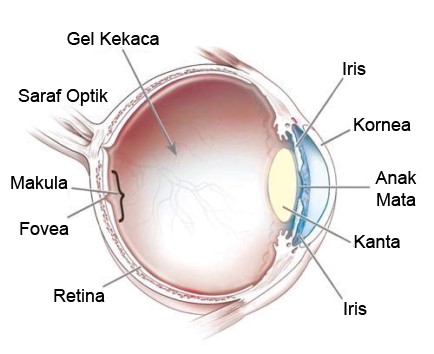 Gel Kekaca
Iris
Saraf Optik
Kornea
Makula
Anak
Mata
Fovea
Kanta
Retina
Iris